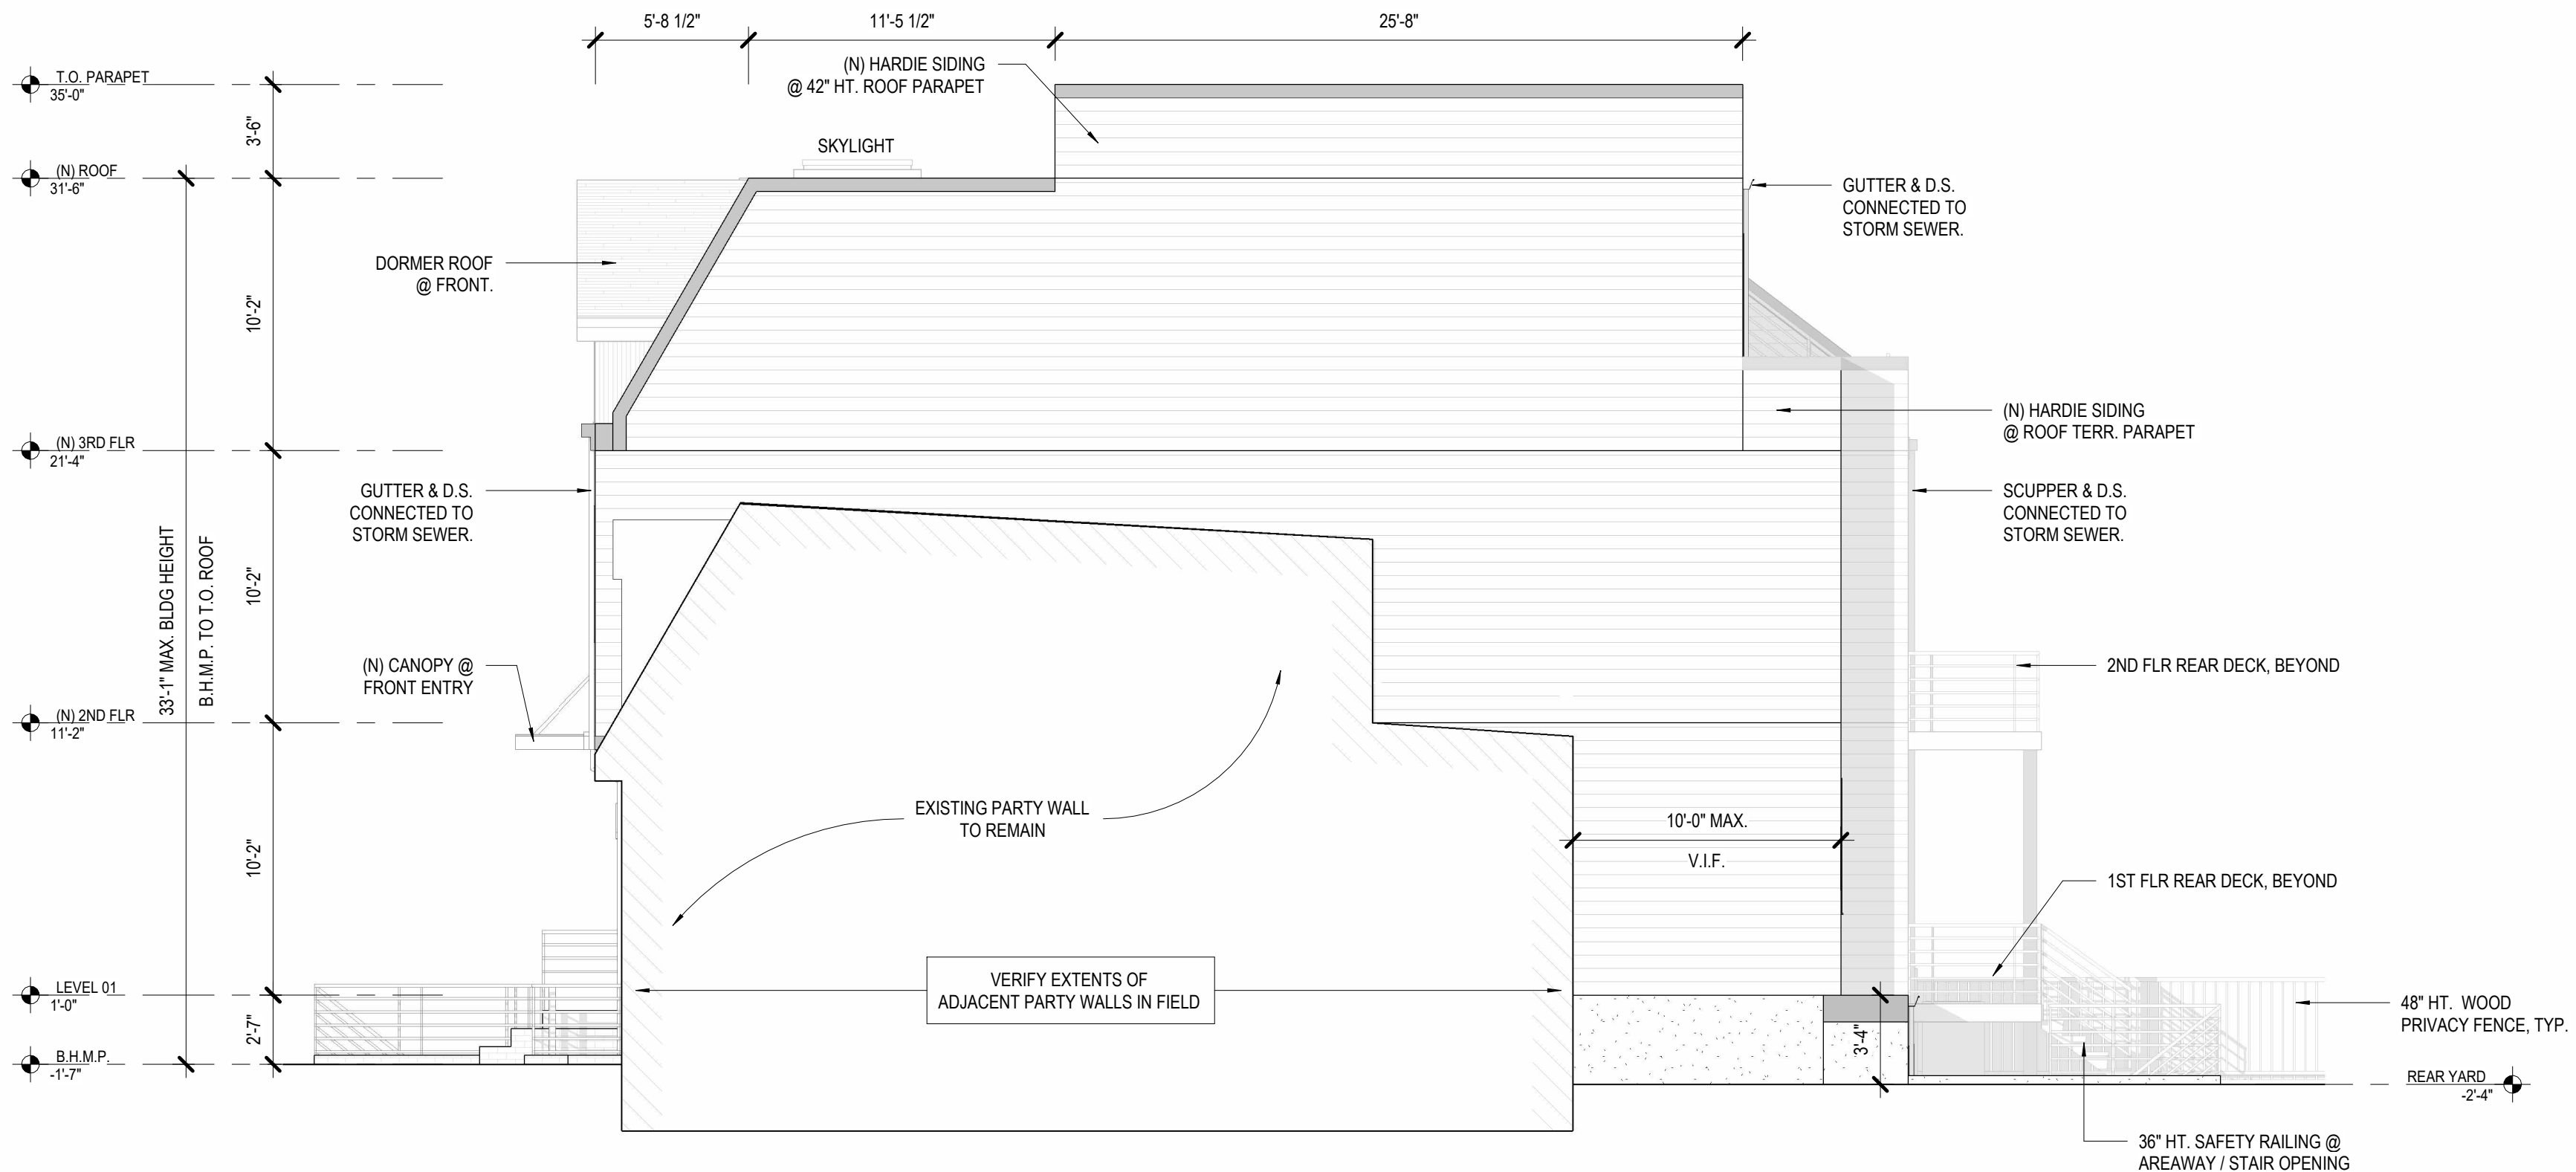 5'-8 1/2"
11'-5 1/2"
25'-8"
T.O. PARAPET
35'-0"
(N) HARDIE SIDING
@ 42" HT. ROOF PARAPET
3'-6"
SKYLIGHT
(N) ROOF
31'-6"
GUTTER & D.S.
CONNECTED TO
STORM SEWER.
DORMER ROOF
@ FRONT.
10'-2"
(N) HARDIE SIDING
@ ROOF TERR. PARAPET
(N) 3RD FLR
21'-4"
GUTTER & D.S.
CONNECTED TO
STORM SEWER.
SCUPPER & D.S.
CONNECTED TO
STORM SEWER.
33'-1" MAX. BLDG HEIGHT
B.H.M.P. TO T.O. ROOF
10'-2"
(N) CANOPY @
FRONT ENTRY
2ND FLR REAR DECK, BEYOND
(N) 2ND FLR
11'-2"
EXISTING PARTY WALL
TO REMAIN
10'-0" MAX.
V.I.F.
10'-2"
1ST FLR REAR DECK, BEYOND
VERIFY EXTENTS OF
ADJACENT PARTY WALLS IN FIELD
LEVEL 01
1'-0"
48" HT. WOOD
PRIVACY FENCE, TYP.
2'-7"
3'-4"
B.H.M.P.
-1'-7"
REAR YARD
-2'-4"
36" HT. SAFETY RAILING @
AREAWAY / STAIR OPENING